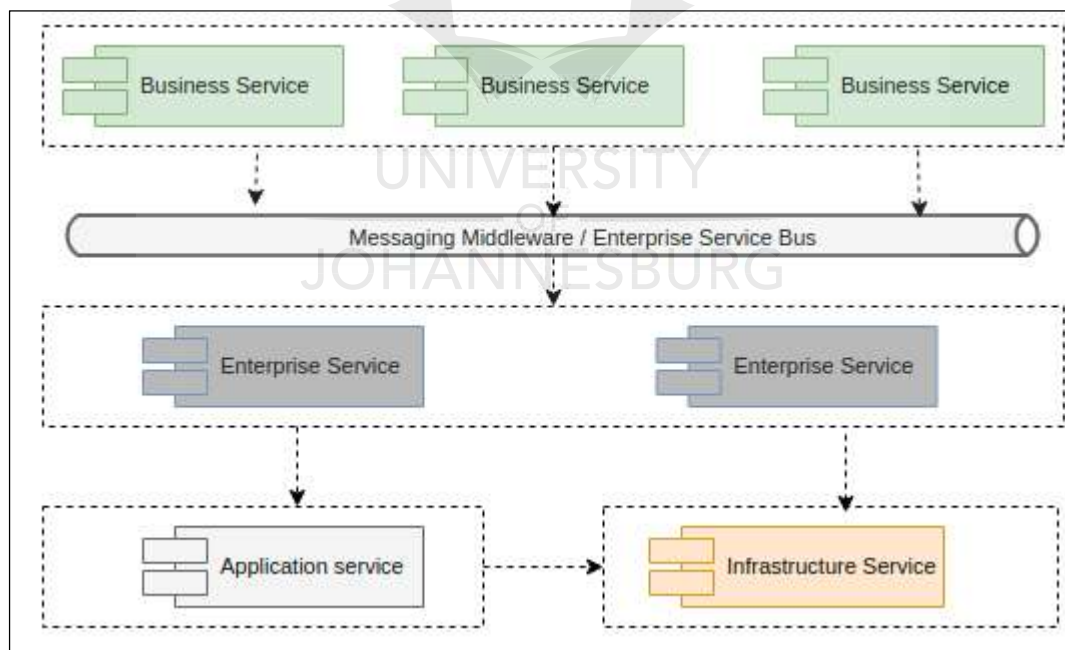 Business Service
Business Service
Business Service
UNIVERSITY
OF
Messaging Middleware / Enterprise Service Bus
JOHANNESBURG
Enterprise Service
Enterprise Service
Application service
Infrastructure Service